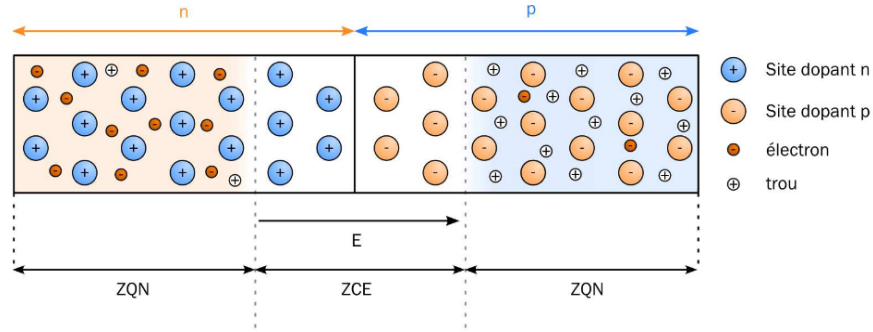 n
p
Site dopant n
Site dopant p
électron
trou
E
ZQN
ZCE
ZQN